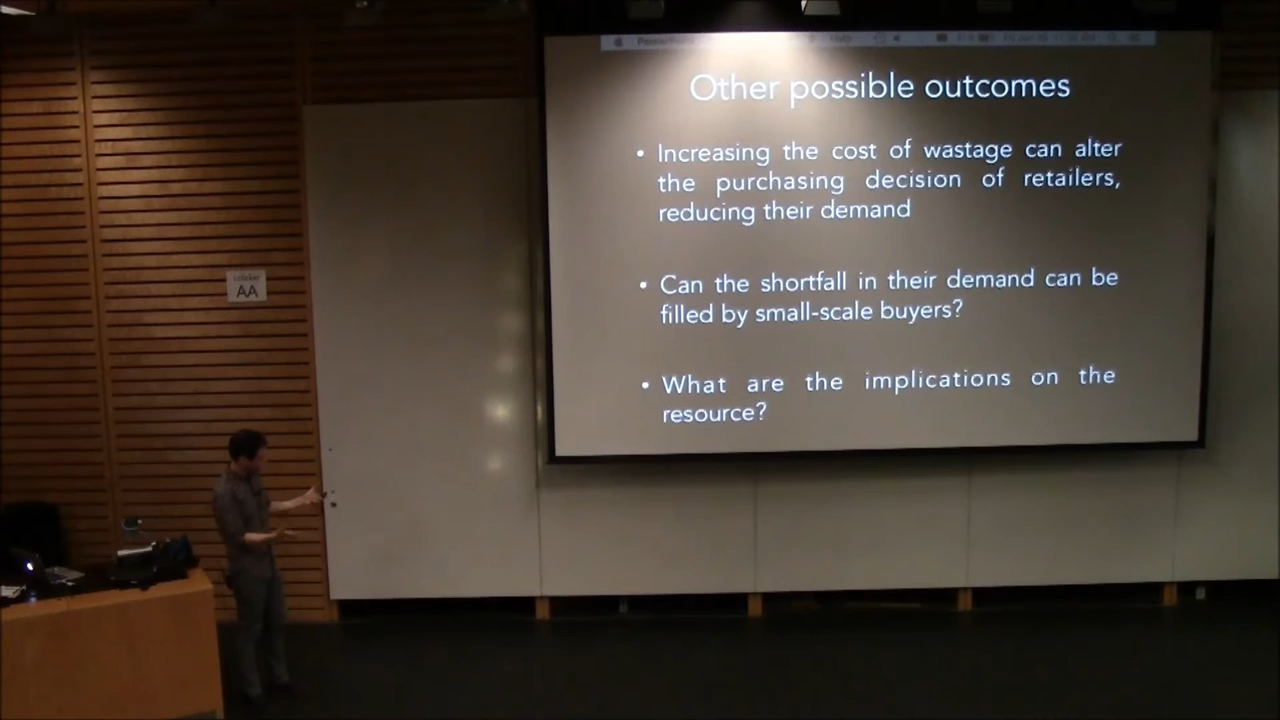 Help
Other possible outcomes
• Increasing the cost of wastage can alter
the purchasing decision of retailers,
reducing their demand
• Can the shortfall in their demand can be
filled by small-scale buyers?
• What are the implications on the
resource?
AA